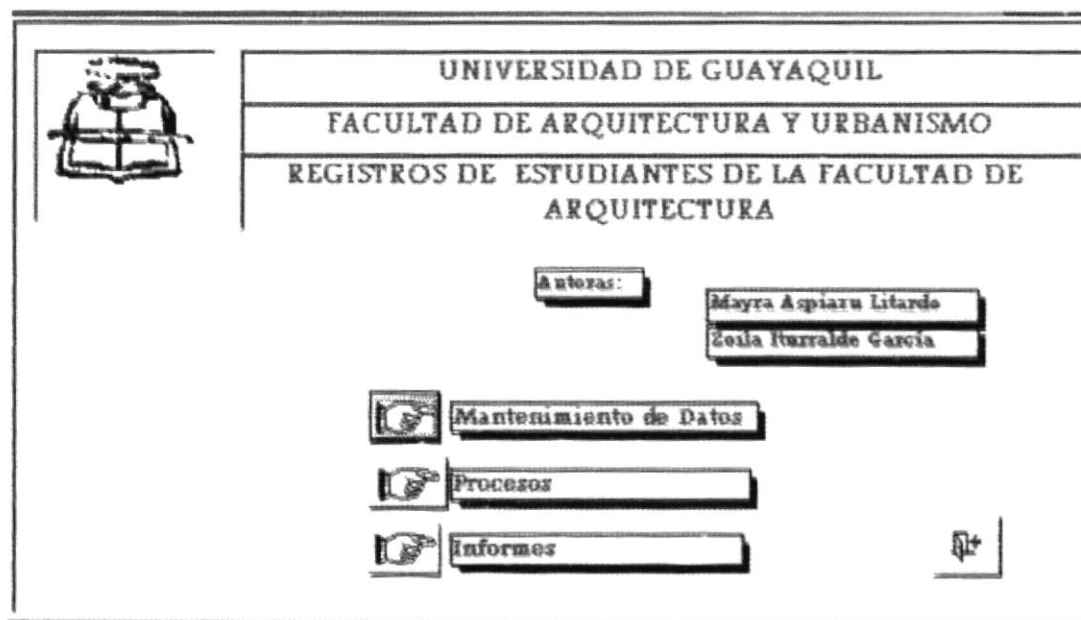 UNIVERSIDAD DE GUAYAQUIL
FACULTAD DE ARQUITECTURA Y URBANISMO
REGISTROS DE ESTUDIANTES DE LA FACULTAD DE
ARQUITECTURA
Autoras:
Mayra Aspiazu Litardo
Zoila Iturralde García
Mantenimiento de Datos
Procesos
Informes